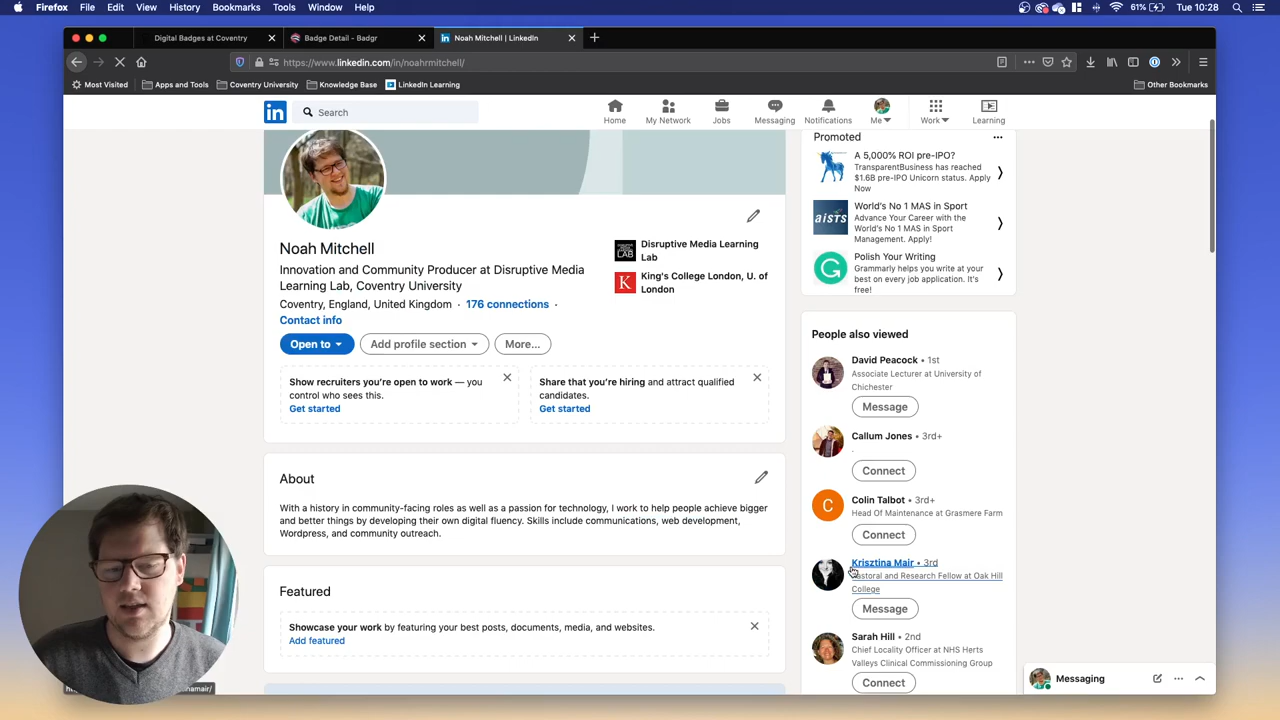 Firefox File Edit View History Bookmarks Tools Window Help 61% Tue 10:28
Digital Badges at Coventry
Badge Detail - Badgr
Noah Mitchell | LinkedIn
https://www.linkedin.com/in/noahrmitchell/
Most Visited Apps and Tools Coventry University Knowledge Base LinkedIn Learning Other Bookmarks
Search
Home My Network Jobs Messaging Notifications Me Work Learning
Noah Mitchell
Innovation and Community Producer at Disruptive Media
Learning Lab, Coventry University
Coventry, England, United Kingdom · 176 connections ·
Contact info
Open to Add profile section More...
Disruptive Media Learning
Lab
King's College London, U. of
London
Show recruiters you're open to work — you
control who sees this.
Get started
Share that you're hiring and attract qualified
candidates.
Get started
About
With a history in community-facing roles as well as a passion for technology, I work to help people achieve bigger
and better things by developing their own digital fluency. Skills include communications, web development,
Wordpress, and community outreach.
Featured
Showcase your work by featuring your best posts, documents, media, and websites.
Add featured
Promoted
A 5,000% ROI pre-IPO?
TransparentBusiness has reached
$1.6B pre-IPO Unicorn status. Apply
Now
aiSTS
World's No 1 MAS in Sport
Advance Your Career with the
World's No 1 MAS in Sport
Management. Apply!
Polish Your Writing
Grammarly helps you write at your
best on every job application. It's
free!
People also viewed
David Peacock • 1st
Associate Lecturer at University of
Chichester
Message
Callum Jones • 3rd+
.
Connect
C
Colin Talbot • 3rd+
Head Of Maintenance at Grasmere Farm
Connect
Krisztina Mair • 3rd
Pastoral and Research Fellow at Oak Hill
College
Message
Sarah Hill • 2nd
Chief Locality Officer at NHS Herts
Valleys Clinical Commissioning Group
Connect
Messaging